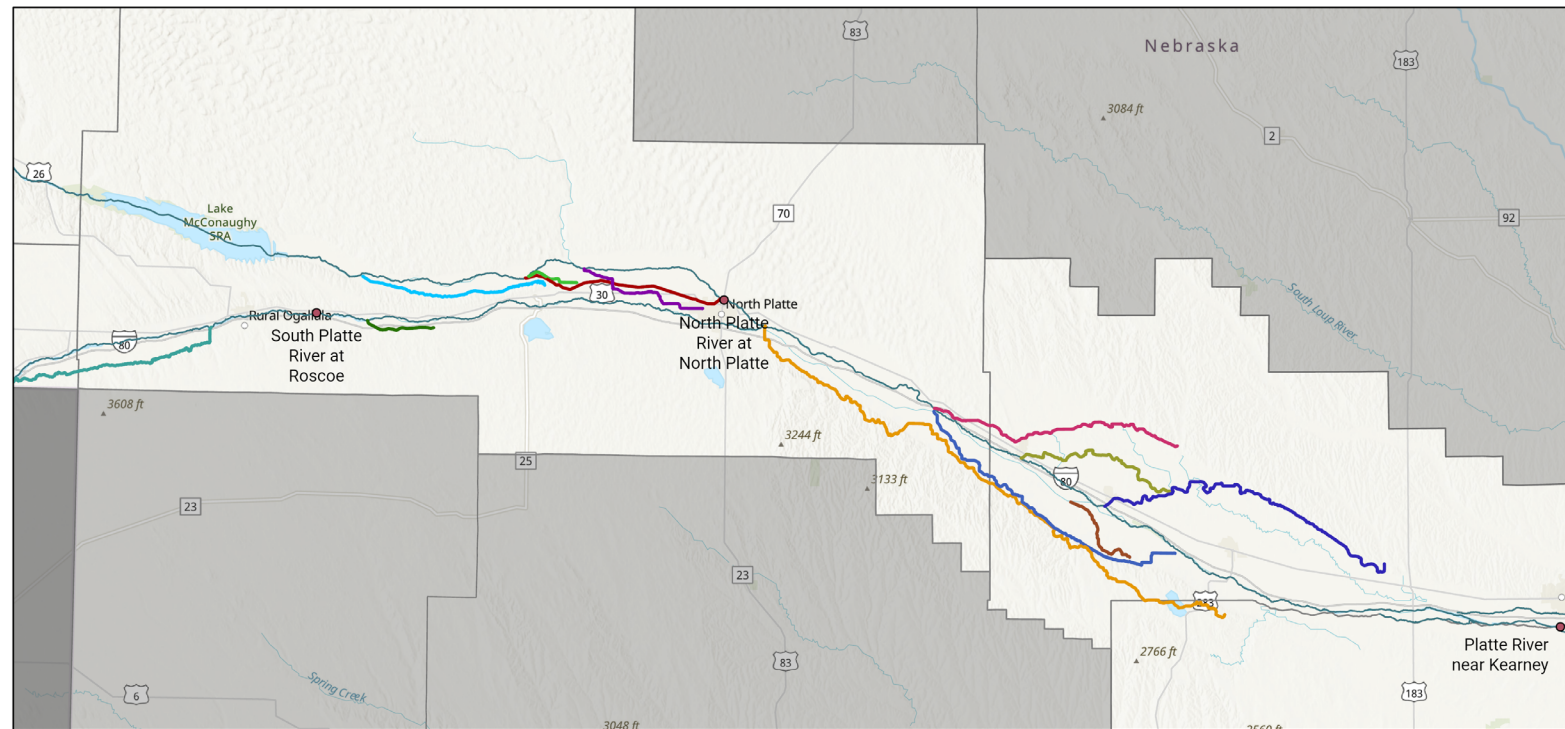 83
Nebraska
183
3084 ft
2
26
Lake
McConaughy
SRA
70
92
South Loup River
30
North Platte
Rural Ogallala
South Platte
River at
Roscoe
North Platte
River at
North Platte
80
3608 ft
3244 ft
25
3133 ft
80
23
23
283
Platte River
near Kearney
2766 ft
83
183
6
Spring Creek
3048 ft
2560 ft